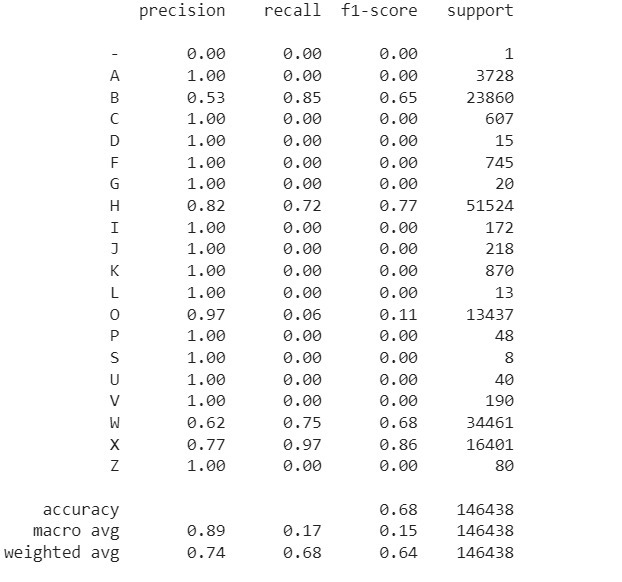 precision recall f1-score support
- 0.00 0.00 0.00 1
A 1.00 0.00 0.00 3728
B 0.53 0.85 0.65 23860
C 1.00 0.00 0.00 607
D 1.00 0.00 0.00 15
F 1.00 0.00 0.00 745
G 1.00 0.00 0.00 20
H 0.82 0.72 0.77 51524
I 1.00 0.00 0.00 172
J 1.00 0.00 0.00 218
K 1.00 0.00 0.00 870
L 1.00 0.00 0.00 13
O 0.97 0.06 0.11 13437
P 1.00 0.00 0.00 48
S 1.00 0.00 0.00 8
U 1.00 0.00 0.00 40
V 1.00 0.00 0.00 190
W 0.62 0.75 0.68 34461
X 0.77 0.97 0.86 16401
Z 1.00 0.00 0.00 80
accuracy 0.68 146438
macro avg 0.89 0.17 0.15 146438
weighted avg 0.74 0.68 0.64 146438